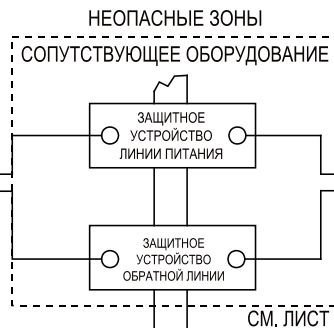 НЕОПАСНЫЕ ЗОНЫ
СОПУТСТВУЮЩЕЕ ОБОРУДОВАНИЕ
ЗАЩИТНОЕ
УСТРОЙСТВО
ЛИНИИ ПИТАНИЯ
ЗАЩИТНОЕ
УСТРОЙСТВО
ОБРАТНОЙ ЛИНИИ
СМ, ЛИСТ